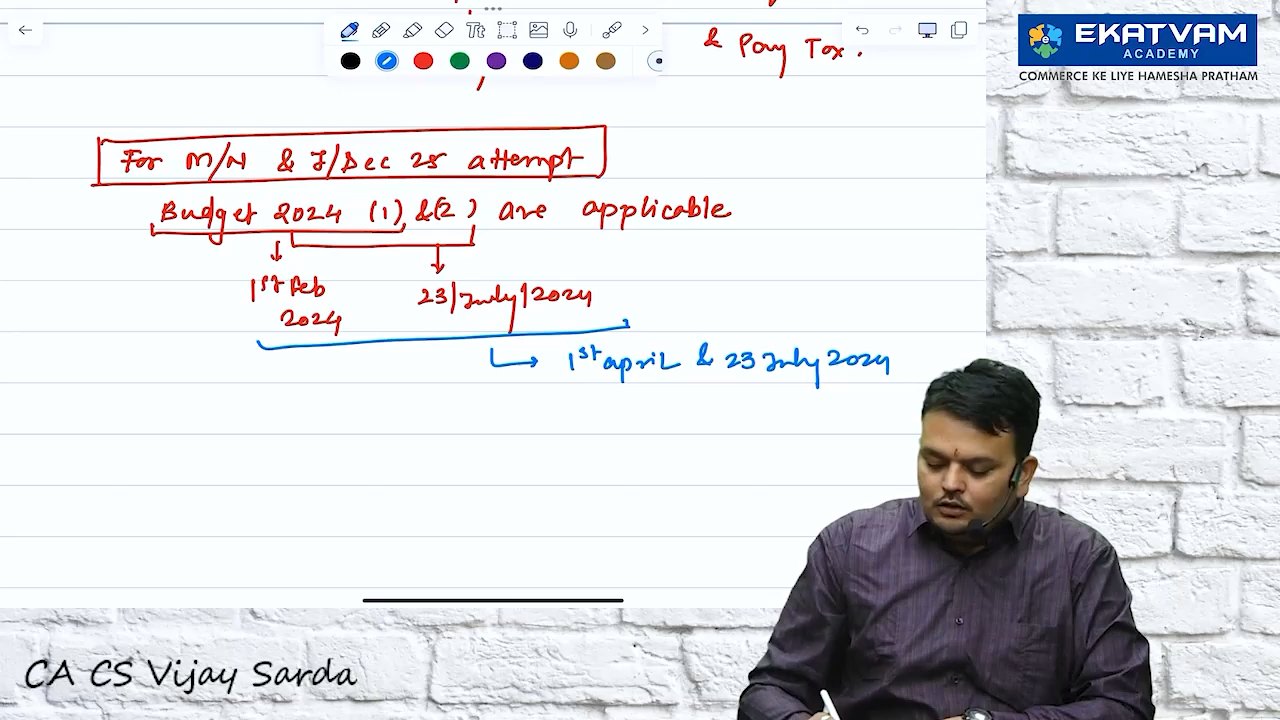 & Pay Tax.
EKATVAM
ACADEMY
COMMERCE KE LIYE HAMESHA PRATHAM
Tt
For M/N & J/Dec 25 attempt
Budget 2024 (1) &(2) are applicable
1st Feb
2024
23/July/2024
1st april & 23 July 2024
CA CS Vijay Sarda